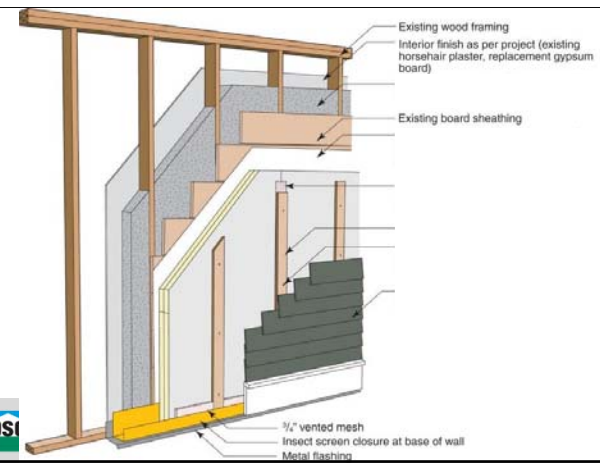 Existing wood framing
Interior finish as per project (existing
horsehair plaster, replacement gypsum
board)
Existing board sheathing
¾" vented mesh
Insect screen closure at base of wall
Metal flashing